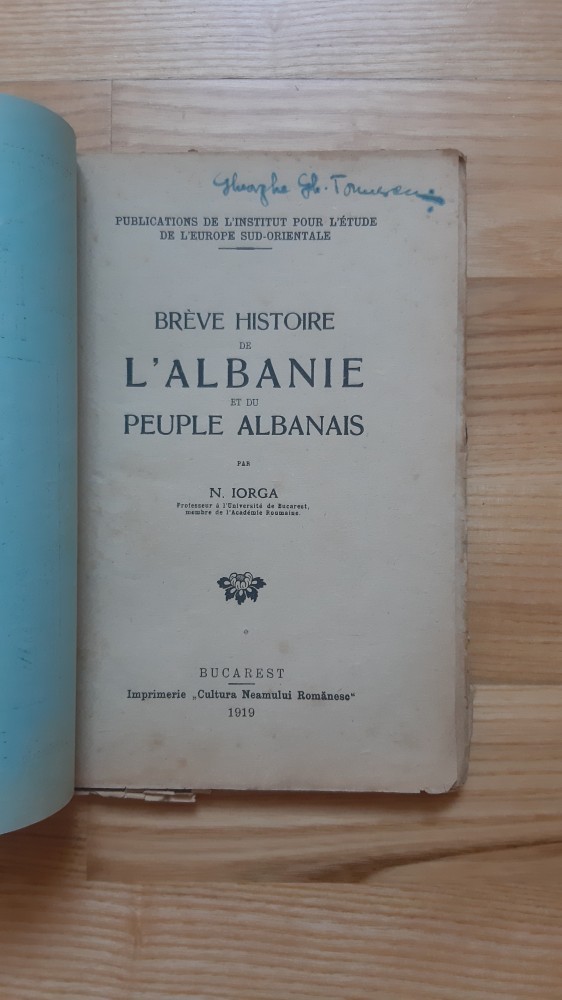 Gheorghe Gh. Tomescu
PUBLICATIONS DE L'INSTITUT POUR L'ÉTUDE
DE L'EUROPE SUD-ORIENTALE
BRÈVE HISTOIRE
DE
L'ALBANIE
ET DU
PEUPLE ALBANAIS
PAR
N. IORGA
Professeur à l'Université de Bucarest,
membre de l'Académie Roumaine.
BUCAREST
Imprimerie „Cultura Neamului Românesc“
1919